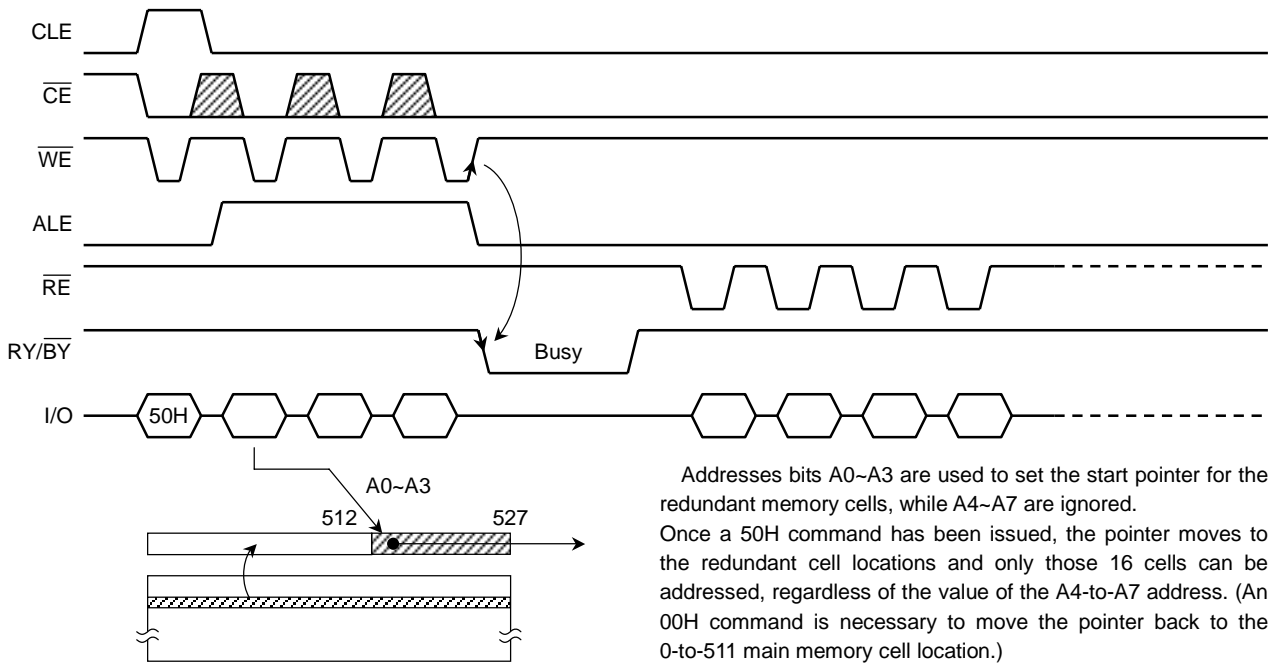 CLE
CE
WE
ALE
RE
RY/BY
Busy
I/O
50H
A0~A3
512
527
Addresses bits A0~A3 are used to set the start pointer for the
redundant memory cells, while A4~A7 are ignored.
Once a 50H command has been issued, the pointer moves to
the redundant cell locations and only those 16 cells can be
addressed, regardless of the value of the A4-to-A7 address. (An
00H command is necessary to move the pointer back to the
0-to-511 main memory cell location.)